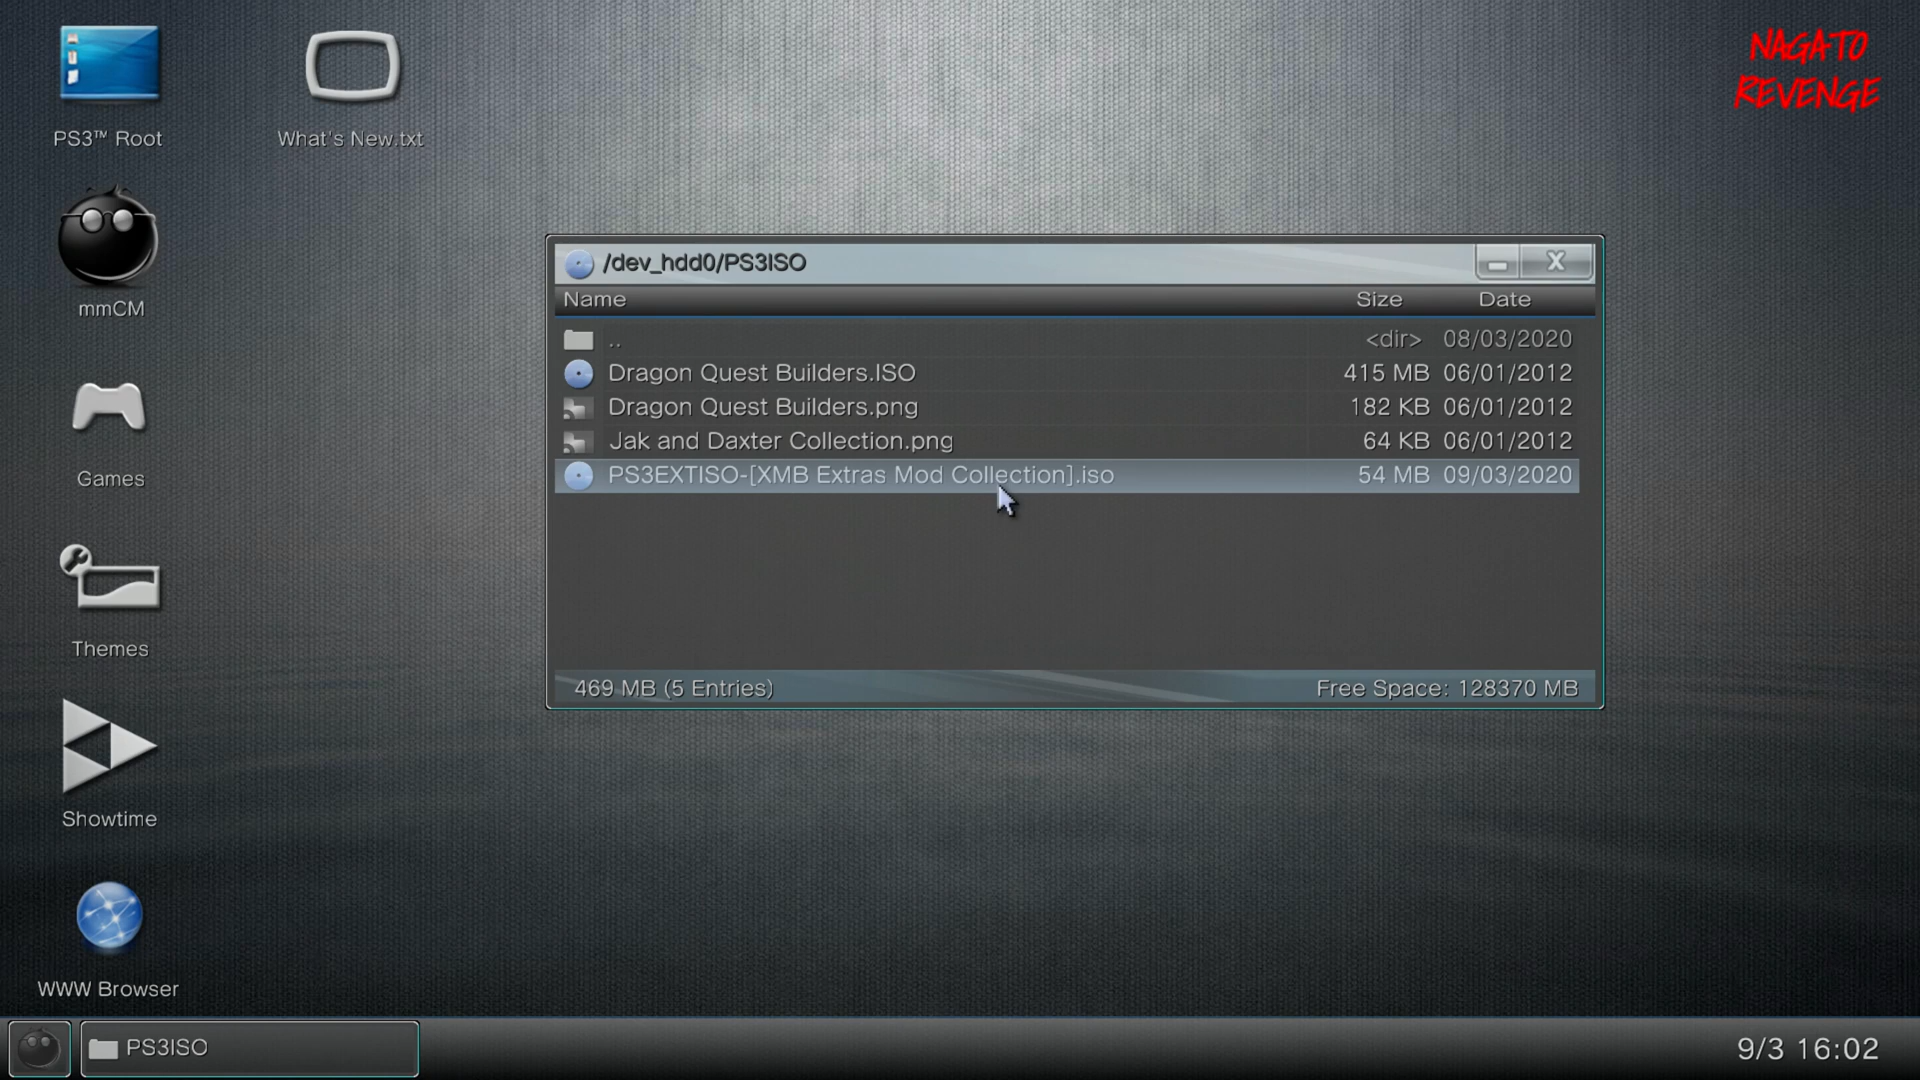 PS3™ Root
What's New.txt
NAGATO
REVENGE
mmCM
Games
Themes
Showtime
WWW Browser
/dev_hdd0/PS3ISO
X
Name Size Date
.. <dir> 08/03/2020
Dragon Quest Builders.ISO 415 MB 06/01/2012
Dragon Quest Builders.png 182 KB 06/01/2012
Jak and Daxter Collection.png 64 KB 06/01/2012
PS3EXTISO-[XMB Extras Mod Collection].iso 54 MB 09/03/2020
469 MB (5 Entries) Free Space: 128370 MB
PS3ISO
9/3 16:02